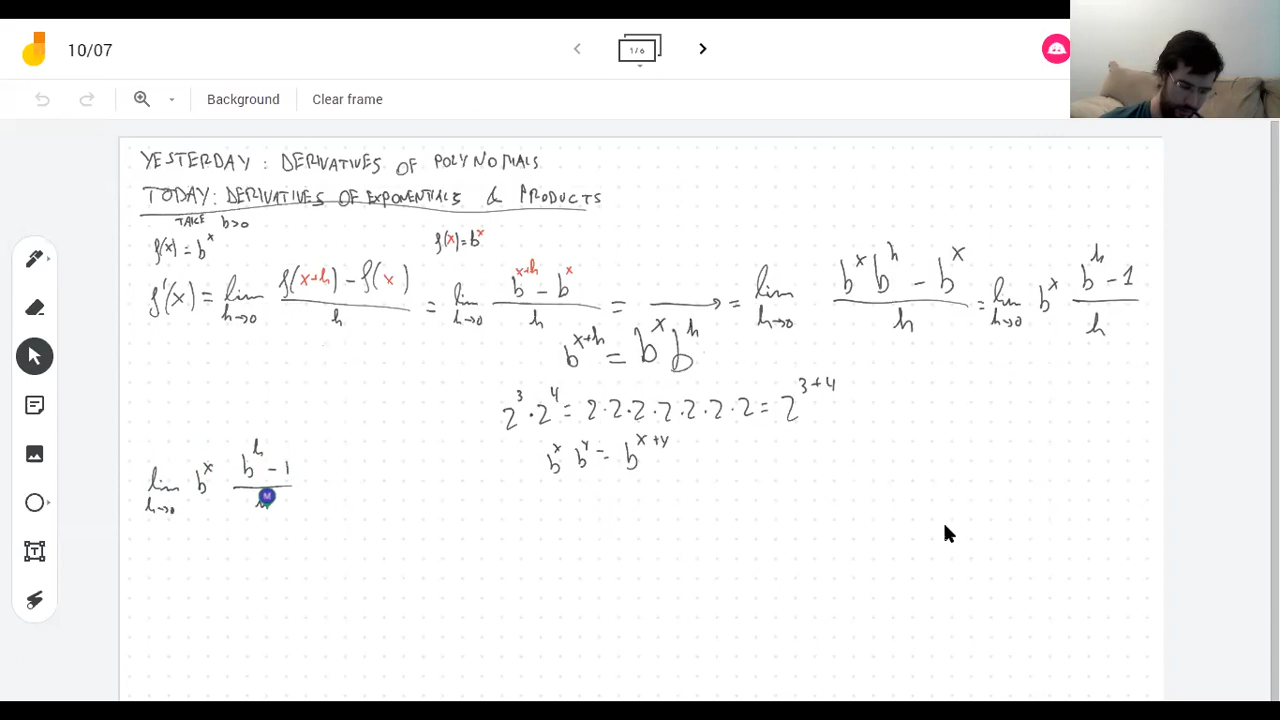 10/07
1/6
Background
Clear frame
YESTERDAY: DERIVATIVES OF POLYNOMIALS
TODAY: DERIVATIVES OF EXPONENTIALS & PRODUCTS
TAKE b>0
f(x) = b^x
f(x) = b^x
f'(x) = lim h→0 (f(x+h) - f(x))/h = lim h→0 (b^(x+h) - b^x)/h = ⟶ = lim h→0 (b^x b^h - b^x)/h = lim h→0 b^x (b^h - 1)/h
b^(x+h) = b^x b^h
2^3 · 2^4 = 2·2·2·2·2·2·2 = 2^(3+4)
b^x b^y = b^(x+y)
lim h→0 b^x (b^h - 1)/h
M